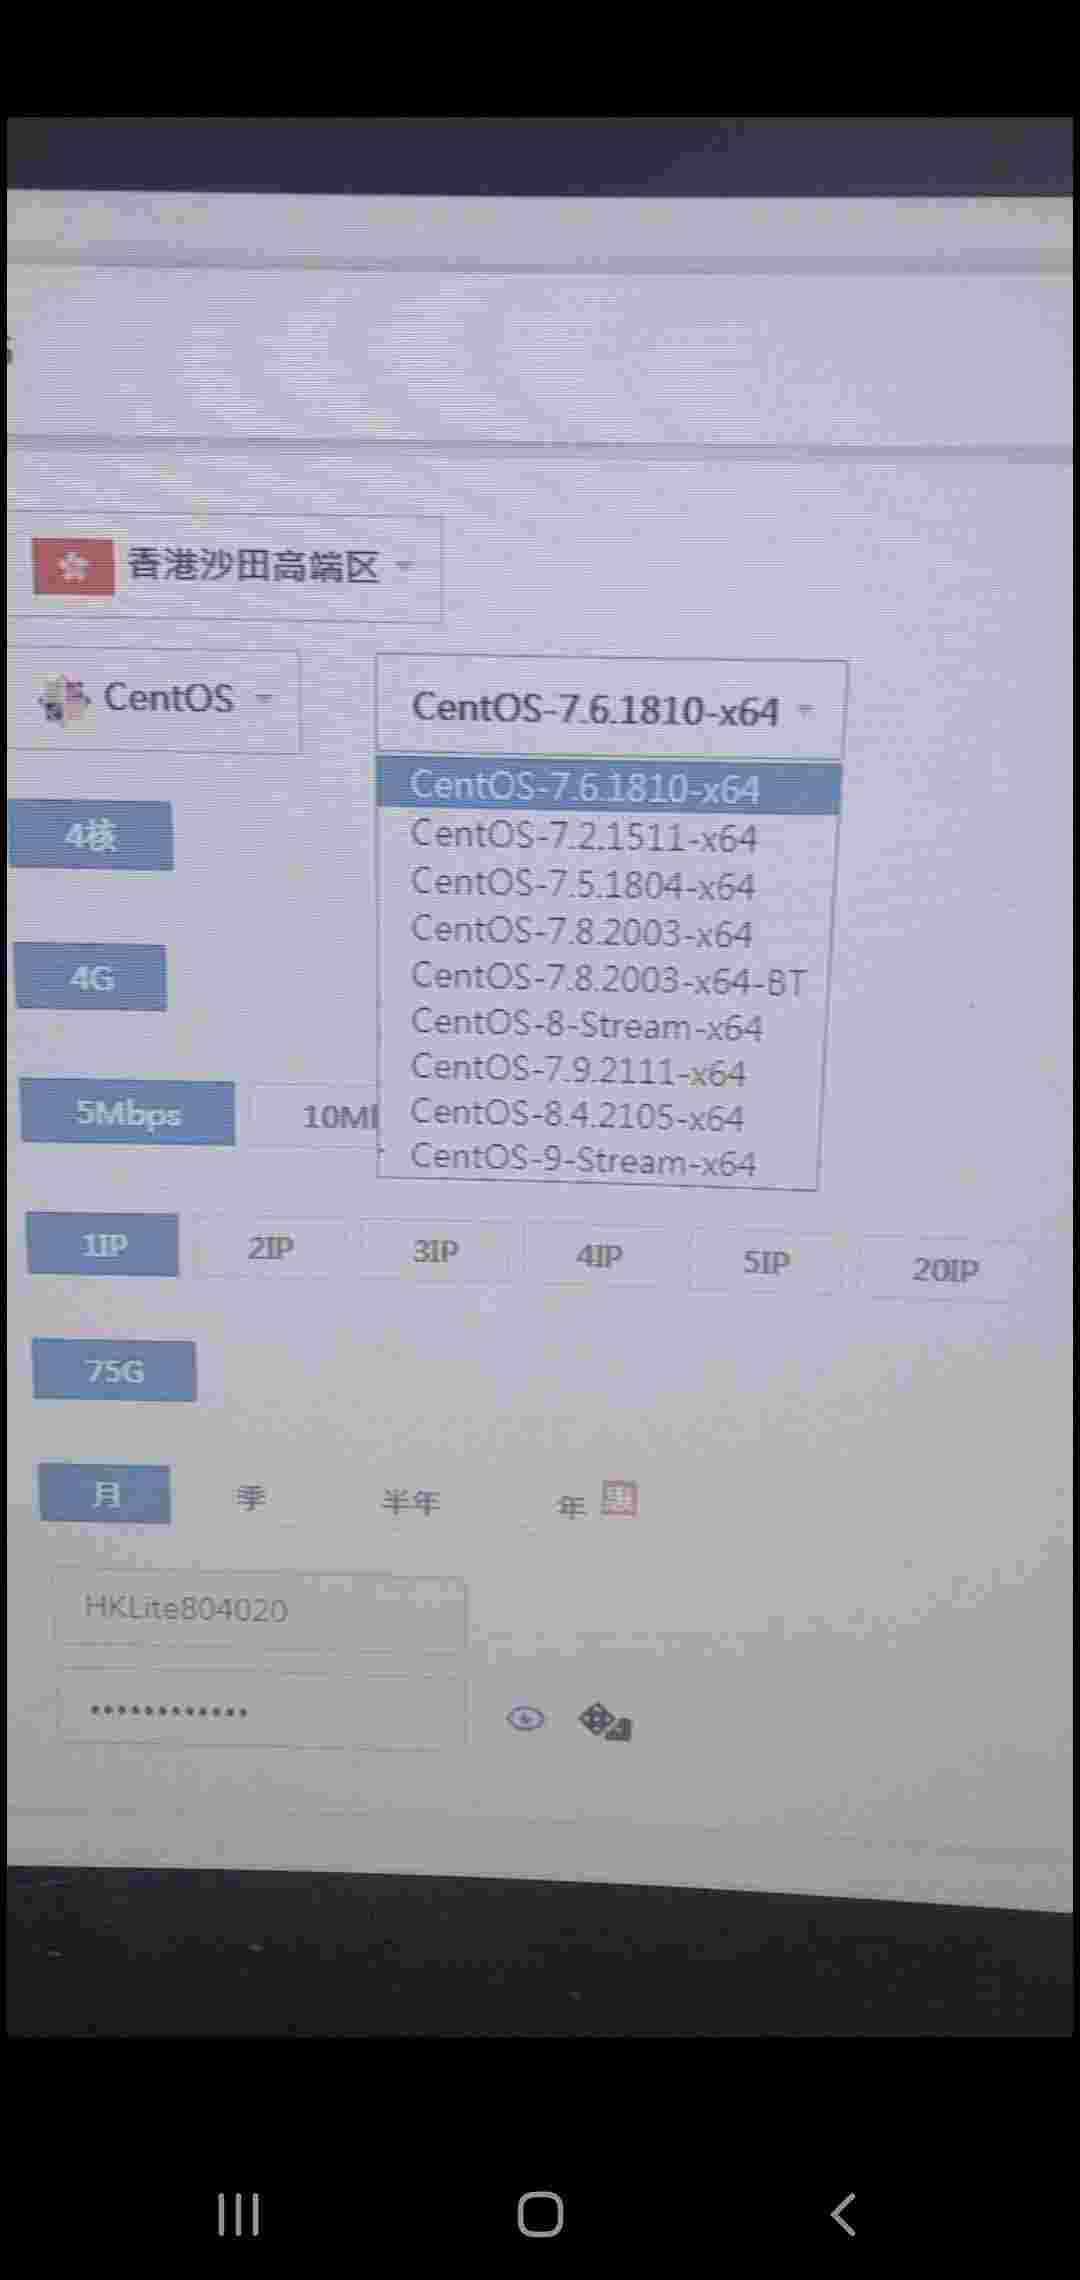 香港沙田高端区
CentOS
CentOS-7.6.1810-x64
CentOS-7.6.1810-x64
CentOS-7.2.1511-x64
CentOS-7.5.1804-x64
CentOS-7.8.2003-x64
CentOS-7.8.2003-x64-BT
CentOS-8-Stream-x64
CentOS-7.9.2111-x64
CentOS-8.4.2105-x64
CentOS-9-Stream-x64
4核
4G
5Mbps 10M
1IP 2IP 3IP 4IP 5IP 20IP
75G
月 季 半年 年 惠
HKLite804020